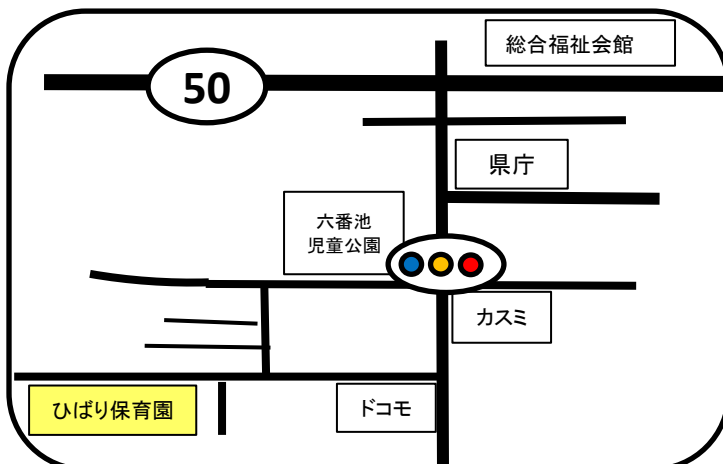 総合福祉会館
50
県庁
六番池
児童公園
カスミ
ひばり保育園
ドコモ